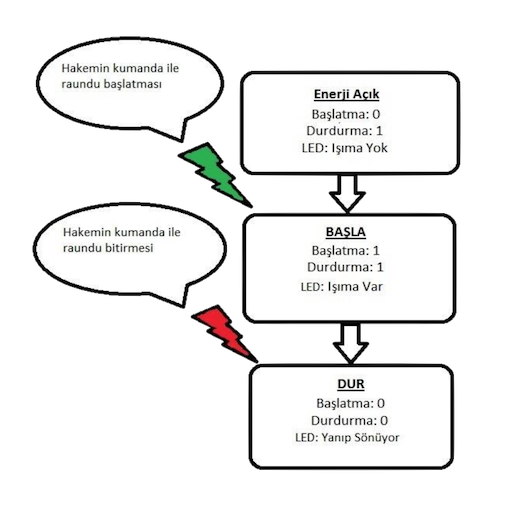 Hakemin kumanda ile
raundu başlatması
Enerji Açık
Başlatma: 0
Durdurma: 1
LED: Işıma Yok
Hakemin kumanda ile
raundu bitirmesi
BAŞLA
Başlatma: 1
Durdurma: 1
LED: Işıma Var
DUR
Başlatma: 0
Durdurma: 0
LED: Yanıp Sönüyor